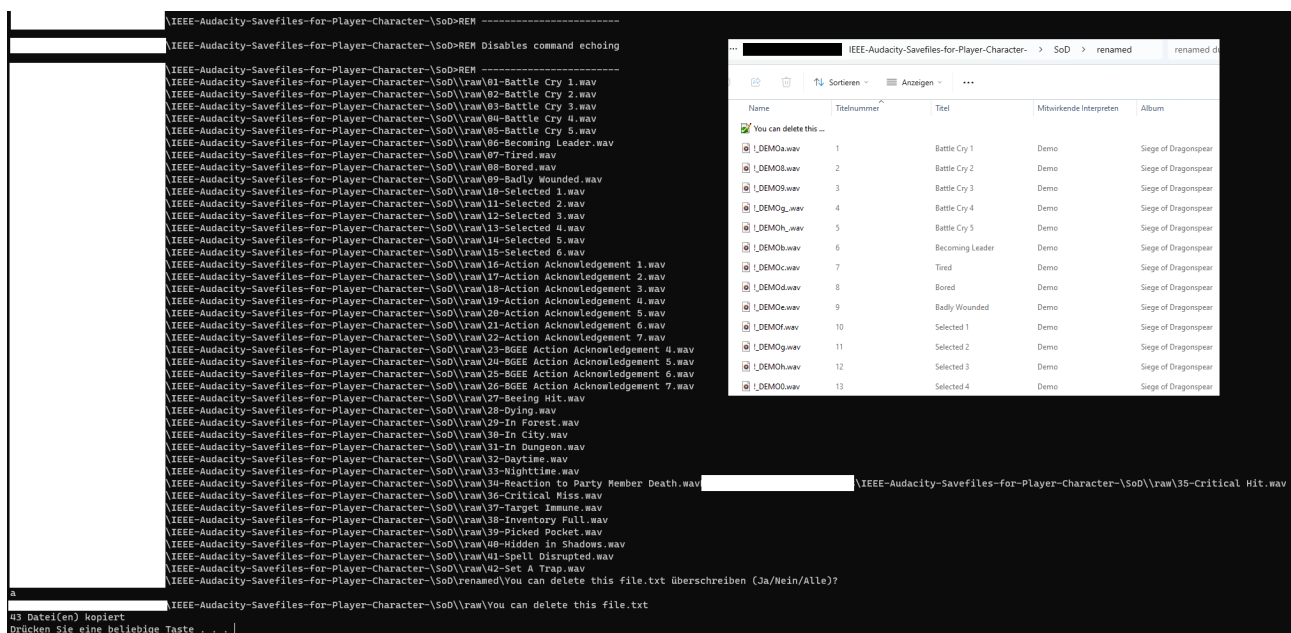 \IEEE-Audacity-Savefiles-for-Player-Character-\SoD>REM ------------------------
\IEEE-Audacity-Savefiles-for-Player-Character-\SoD>REM Disables command echoing
\IEEE-Audacity-Savefiles-for-Player-Character-\SoD>REM ------------------------
\IEEE-Audacity-Savefiles-for-Player-Character-\SoD\\raw\01-Battle Cry 1.wav
\IEEE-Audacity-Savefiles-for-Player-Character-\SoD\\raw\02-Battle Cry 2.wav
\IEEE-Audacity-Savefiles-for-Player-Character-\SoD\\raw\03-Battle Cry 3.wav
\IEEE-Audacity-Savefiles-for-Player-Character-\SoD\\raw\04-Battle Cry 4.wav
\IEEE-Audacity-Savefiles-for-Player-Character-\SoD\\raw\05-Battle Cry 5.wav
\IEEE-Audacity-Savefiles-for-Player-Character-\SoD\\raw\06-Becoming Leader.wav
\IEEE-Audacity-Savefiles-for-Player-Character-\SoD\\raw\07-Tired.wav
\IEEE-Audacity-Savefiles-for-Player-Character-\SoD\\raw\08-Bored.wav
\IEEE-Audacity-Savefiles-for-Player-Character-\SoD\\raw\09-Badly Wounded.wav
\IEEE-Audacity-Savefiles-for-Player-Character-\SoD\\raw\10-Selected 1.wav
\IEEE-Audacity-Savefiles-for-Player-Character-\SoD\\raw\11-Selected 2.wav
\IEEE-Audacity-Savefiles-for-Player-Character-\SoD\\raw\12-Selected 3.wav
\IEEE-Audacity-Savefiles-for-Player-Character-\SoD\\raw\13-Selected 4.wav
\IEEE-Audacity-Savefiles-for-Player-Character-\SoD\\raw\14-Selected 5.wav
\IEEE-Audacity-Savefiles-for-Player-Character-\SoD\\raw\15-Selected 6.wav
\IEEE-Audacity-Savefiles-for-Player-Character-\SoD\\raw\16-Action Acknowledgement 1.wav
\IEEE-Audacity-Savefiles-for-Player-Character-\SoD\\raw\17-Action Acknowledgement 2.wav
\IEEE-Audacity-Savefiles-for-Player-Character-\SoD\\raw\18-Action Acknowledgement 3.wav
\IEEE-Audacity-Savefiles-for-Player-Character-\SoD\\raw\19-Action Acknowledgement 4.wav
\IEEE-Audacity-Savefiles-for-Player-Character-\SoD\\raw\20-Action Acknowledgement 5.wav
\IEEE-Audacity-Savefiles-for-Player-Character-\SoD\\raw\21-Action Acknowledgement 6.wav
\IEEE-Audacity-Savefiles-for-Player-Character-\SoD\\raw\22-Action Acknowledgement 7.wav
\IEEE-Audacity-Savefiles-for-Player-Character-\SoD\\raw\23-BGEE Action Acknowledgement 4.wav
\IEEE-Audacity-Savefiles-for-Player-Character-\SoD\\raw\24-BGEE Action Acknowledgement 5.wav
\IEEE-Audacity-Savefiles-for-Player-Character-\SoD\\raw\25-BGEE Action Acknowledgement 6.wav
\IEEE-Audacity-Savefiles-for-Player-Character-\SoD\\raw\26-BGEE Action Acknowledgement 7.wav
\IEEE-Audacity-Savefiles-for-Player-Character-\SoD\\raw\27-Beeing Hit.wav
\IEEE-Audacity-Savefiles-for-Player-Character-\SoD\\raw\28-Dying.wav
\IEEE-Audacity-Savefiles-for-Player-Character-\SoD\\raw\29-In Forest.wav
\IEEE-Audacity-Savefiles-for-Player-Character-\SoD\\raw\30-In City.wav
\IEEE-Audacity-Savefiles-for-Player-Character-\SoD\\raw\31-In Dungeon.wav
\IEEE-Audacity-Savefiles-for-Player-Character-\SoD\\raw\32-Daytime.wav
\IEEE-Audacity-Savefiles-for-Player-Character-\SoD\\raw\33-Nighttime.wav
\IEEE-Audacity-Savefiles-for-Player-Character-\SoD\\raw\34-Reaction to Party Member Death.wav \IEEE-Audacity-Savefiles-for-Player-Character-\SoD\\raw\35-Critical Hit.wav
\IEEE-Audacity-Savefiles-for-Player-Character-\SoD\\raw\36-Critical Miss.wav
\IEEE-Audacity-Savefiles-for-Player-Character-\SoD\\raw\37-Target Immune.wav
\IEEE-Audacity-Savefiles-for-Player-Character-\SoD\\raw\38-Inventory Full.wav
\IEEE-Audacity-Savefiles-for-Player-Character-\SoD\\raw\39-Picked Pocket.wav
\IEEE-Audacity-Savefiles-for-Player-Character-\SoD\\raw\40-Hidden in Shadows.wav
\IEEE-Audacity-Savefiles-for-Player-Character-\SoD\\raw\41-Spell Disrupted.wav
\IEEE-Audacity-Savefiles-for-Player-Character-\SoD\\raw\42-Set A Trap.wav
\IEEE-Audacity-Savefiles-for-Player-Character-\SoD\renamed\You can delete this file.txt überschreiben (Ja/Nein/Alle)?
a
\IEEE-Audacity-Savefiles-for-Player-Character-\SoD\\raw\You can delete this file.txt
43 Datei(en) kopiert
Drücken Sie eine beliebige Taste . . .
... IEEE-Audacity-Savefiles-for-Player-Character- > SoD > renamed renamed du
Sortieren Anzeigen ...
Name Titelnummer Titel Mitwirkende Interpreten Album
You can delete this ...
!_DEMOa.wav 1 Battle Cry 1 Demo Siege of Dragonspear
!_DEMO8.wav 2 Battle Cry 2 Demo Siege of Dragonspear
!_DEMO9.wav 3 Battle Cry 3 Demo Siege of Dragonspear
!_DEMOg_.wav 4 Battle Cry 4 Demo Siege of Dragonspear
!_DEMOh_.wav 5 Battle Cry 5 Demo Siege of Dragonspear
!_DEMOb.wav 6 Becoming Leader Demo Siege of Dragonspear
!_DEMOc.wav 7 Tired Demo Siege of Dragonspear
!_DEMOd.wav 8 Bored Demo Siege of Dragonspear
!_DEMOe.wav 9 Badly Wounded Demo Siege of Dragonspear
!_DEMOf.wav 10 Selected 1 Demo Siege of Dragonspear
!_DEMOg.wav 11 Selected 2 Demo Siege of Dragonspear
!_DEMOh.wav 12 Selected 3 Demo Siege of Dragonspear
!_DEMO0.wav 13 Selected 4 Demo Siege of Dragonspear